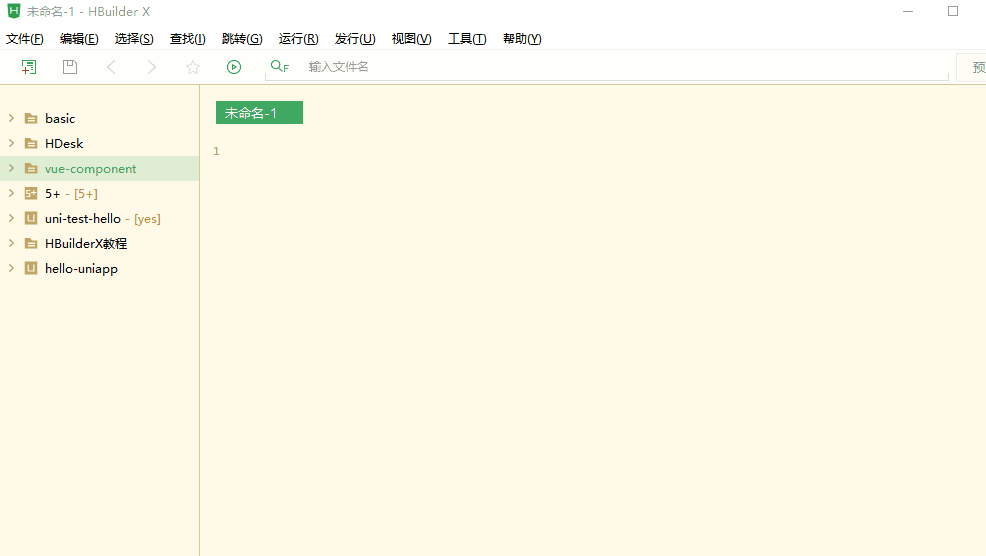 未命名-1 - HBuilder X
文件(F) 编辑(E) 选择(S) 查找(I) 跳转(G) 运行(R) 发行(U) 视图(V) 工具(T) 帮助(Y)
F 输入文件名 预
basic
HDesk
vue-component
5+ - [5+]
uni-test-hello - [yes]
HBuilderX教程
hello-uniapp
未命名-1
1